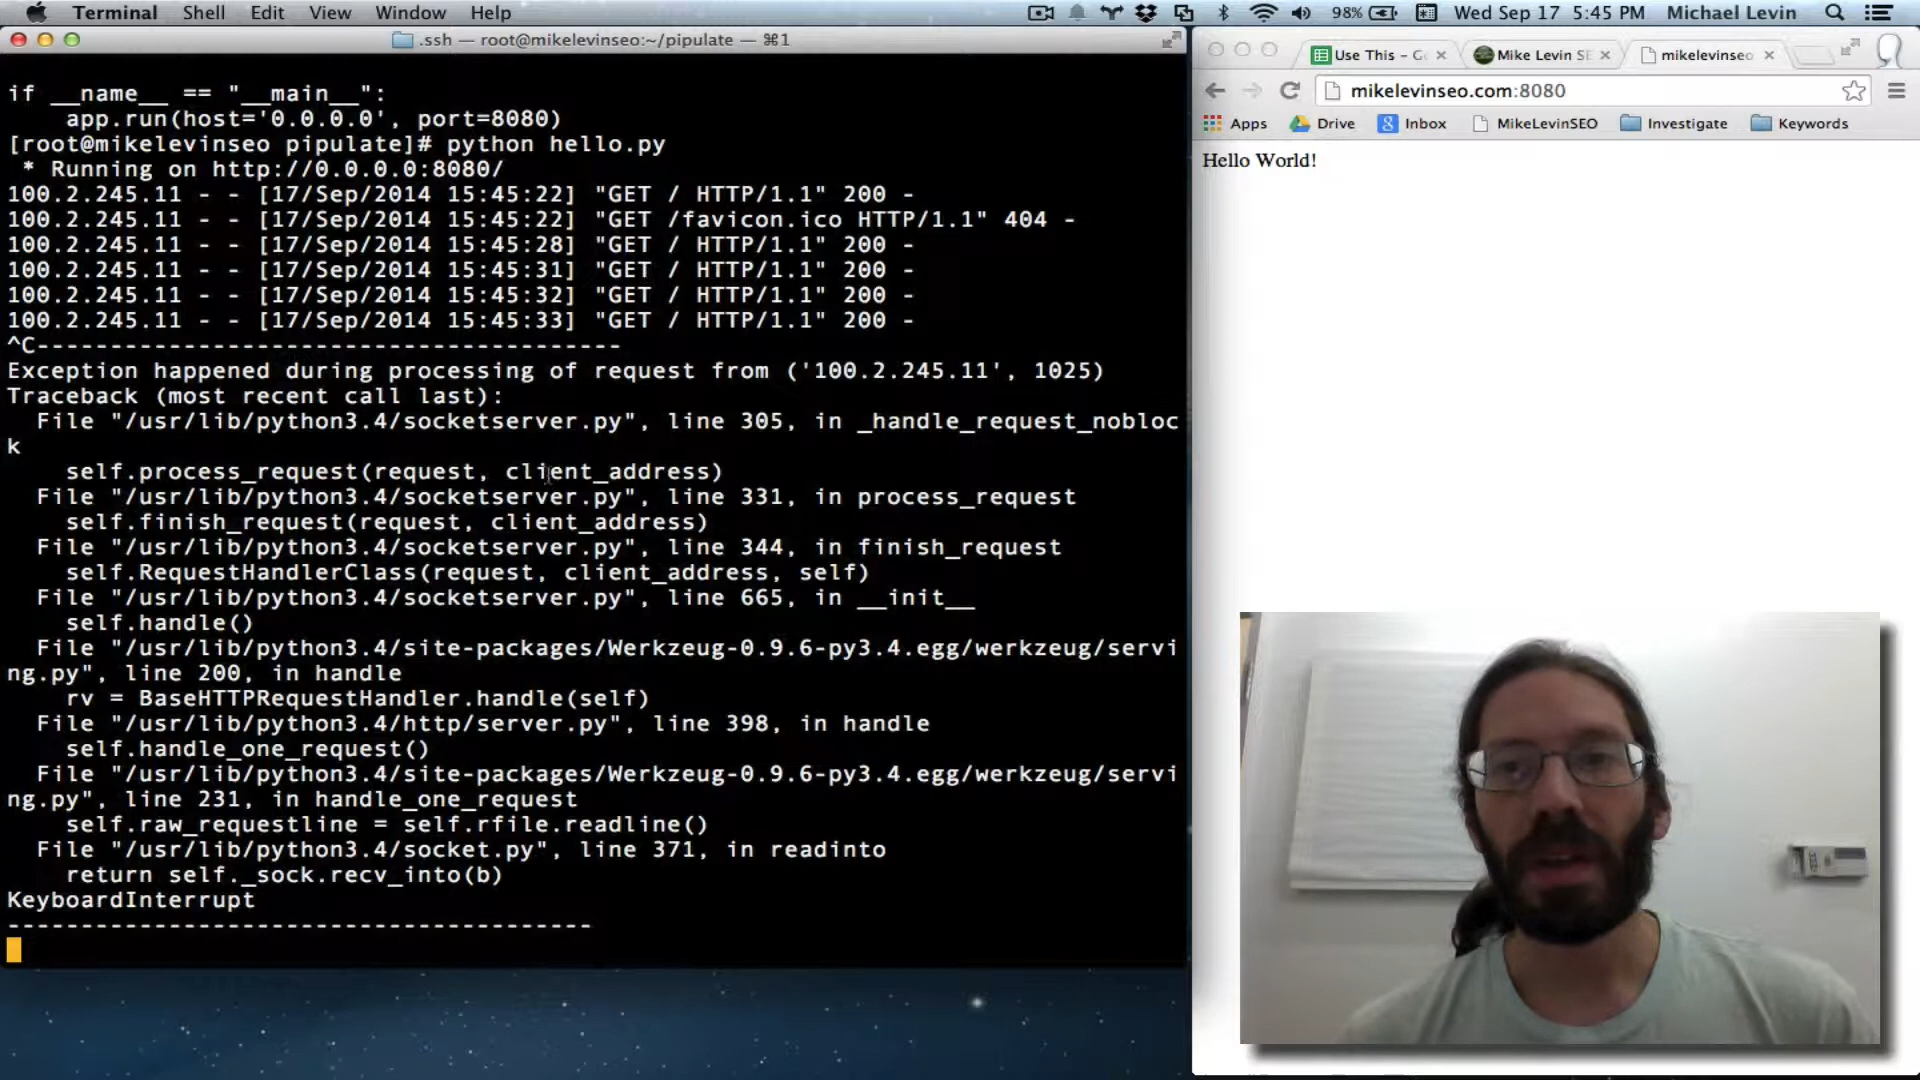 Terminal Shell Edit View Window Help 98% Wed Sep 17 5:45 PM Michael Levin
.ssh — root@mikelevinseo:~/pipulate — ⌘1
if __name__ == "__main__":
app.run(host='0.0.0.0', port=8080)
[root@mikelevinseo pipulate]# python hello.py
* Running on http://0.0.0.0:8080/
100.2.245.11 - - [17/Sep/2014 15:45:22] "GET / HTTP/1.1" 200 -
100.2.245.11 - - [17/Sep/2014 15:45:22] "GET /favicon.ico HTTP/1.1" 404 -
100.2.245.11 - - [17/Sep/2014 15:45:28] "GET / HTTP/1.1" 200 -
100.2.245.11 - - [17/Sep/2014 15:45:31] "GET / HTTP/1.1" 200 -
100.2.245.11 - - [17/Sep/2014 15:45:32] "GET / HTTP/1.1" 200 -
100.2.245.11 - - [17/Sep/2014 15:45:33] "GET / HTTP/1.1" 200 -
^C----------------------------------------
Exception happened during processing of request from ('100.2.245.11', 1025)
Traceback (most recent call last):
File "/usr/lib/python3.4/socketserver.py", line 305, in _handle_request_nobloc
k
self.process_request(request, client_address)
File "/usr/lib/python3.4/socketserver.py", line 331, in process_request
self.finish_request(request, client_address)
File "/usr/lib/python3.4/socketserver.py", line 344, in finish_request
self.RequestHandlerClass(request, client_address, self)
File "/usr/lib/python3.4/socketserver.py", line 665, in __init__
self.handle()
File "/usr/lib/python3.4/site-packages/Werkzeug-0.9.6-py3.4.egg/werkzeug/servi
ng.py", line 200, in handle
rv = BaseHTTPRequestHandler.handle(self)
File "/usr/lib/python3.4/http/server.py", line 398, in handle
self.handle_one_request()
File "/usr/lib/python3.4/site-packages/Werkzeug-0.9.6-py3.4.egg/werkzeug/servi
ng.py", line 231, in handle_one_request
self.raw_requestline = self.rfile.readline()
File "/usr/lib/python3.4/socket.py", line 371, in readinto
return self._sock.recv_into(b)
KeyboardInterrupt
----------------------------------------
Use This - Go Mike Levin SE mikelevinseo
mikelevinseo.com:8080
Apps Drive Inbox MikeLevinSEO Investigate Keywords
Hello World!